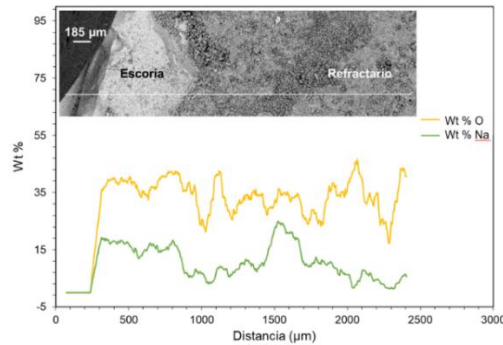 95
75
55
35
15
-5
185 µm
Escoria
Refractario
Wt % O
Wt % Na
Wt %
0
500
1000
1500
2000
2500
3000
Distancia (µm)